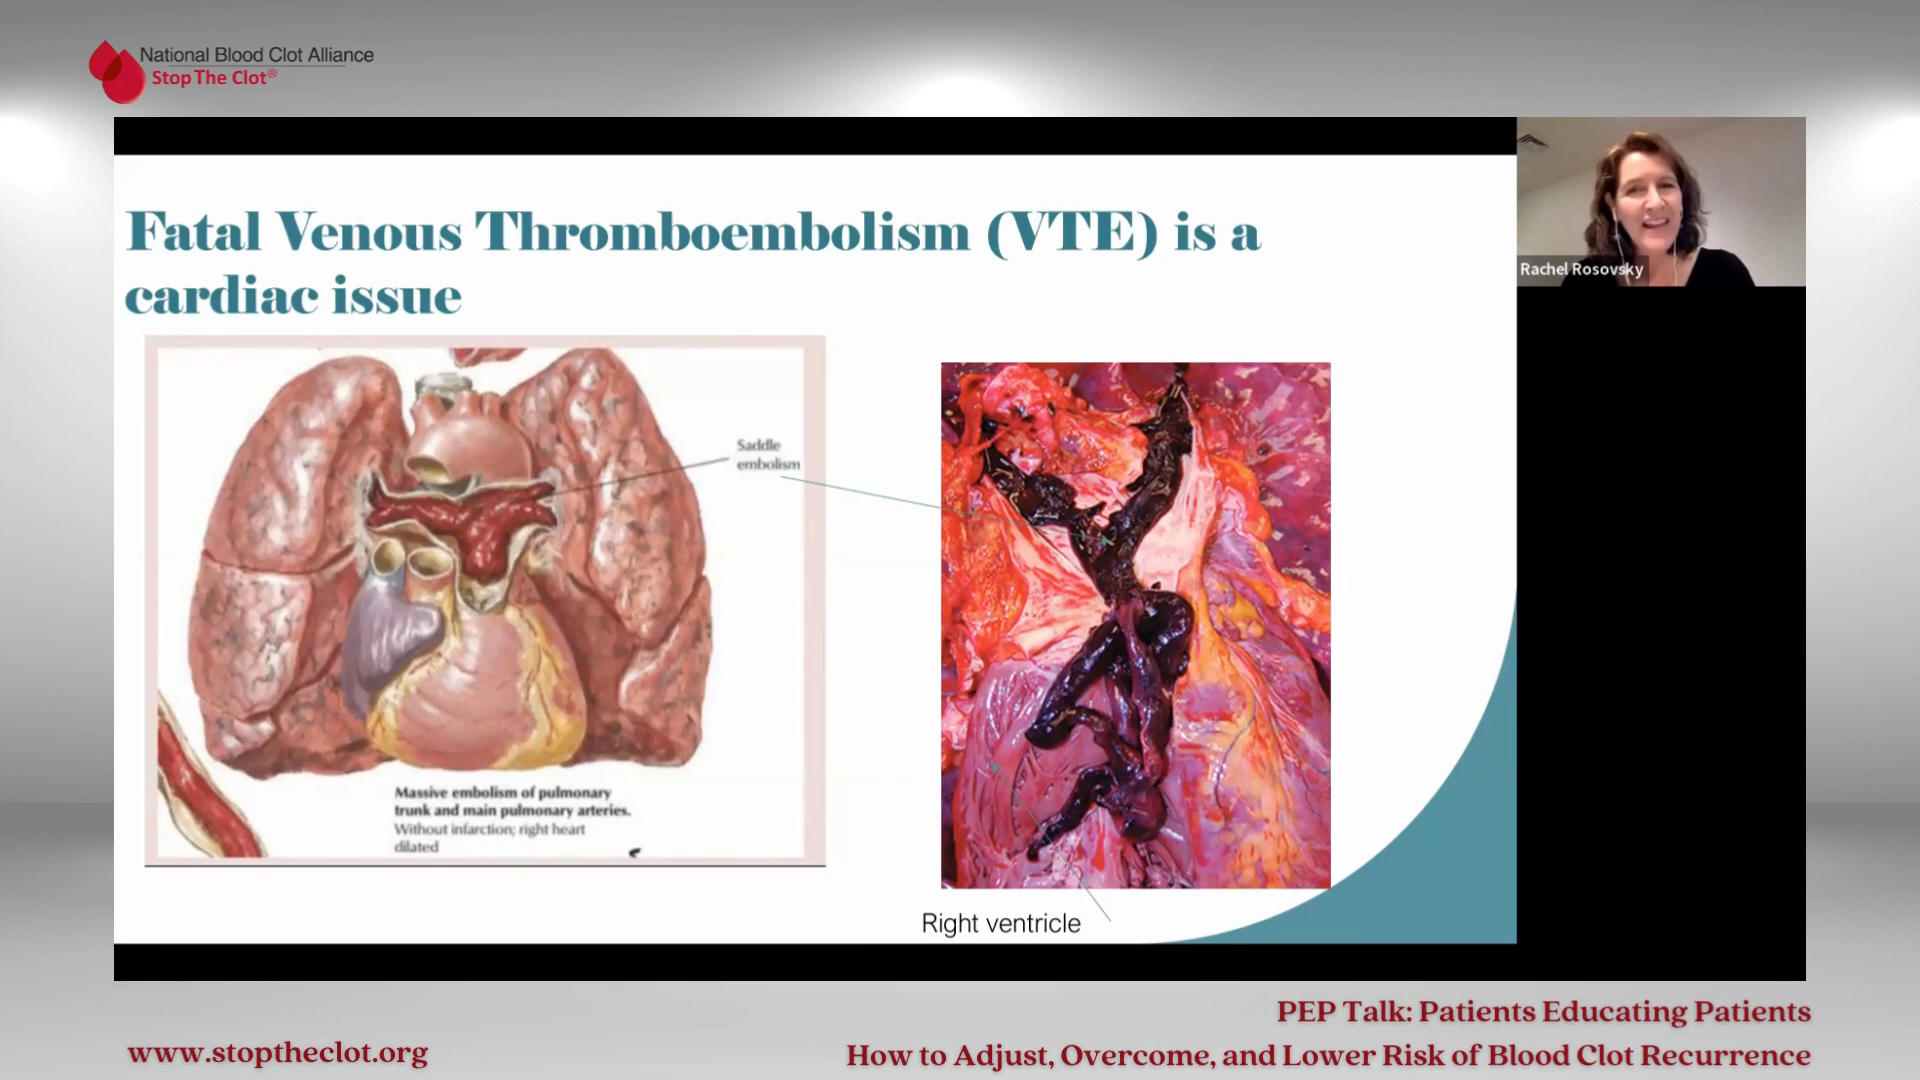 National Blood Clot Alliance
Stop The Clot®
Fatal Venous Thromboembolism (VTE) is a
cardiac issue
Rachel Rosovsky
Saddle
embolism
Massive embolism of pulmonary
trunk and main pulmonary arteries.
Without infarction; right heart
dilated
Right ventricle
PEP Talk: Patients Educating Patients
www.stoptheclot.org
How to Adjust, Overcome, and Lower Risk of Blood Clot Recurrence